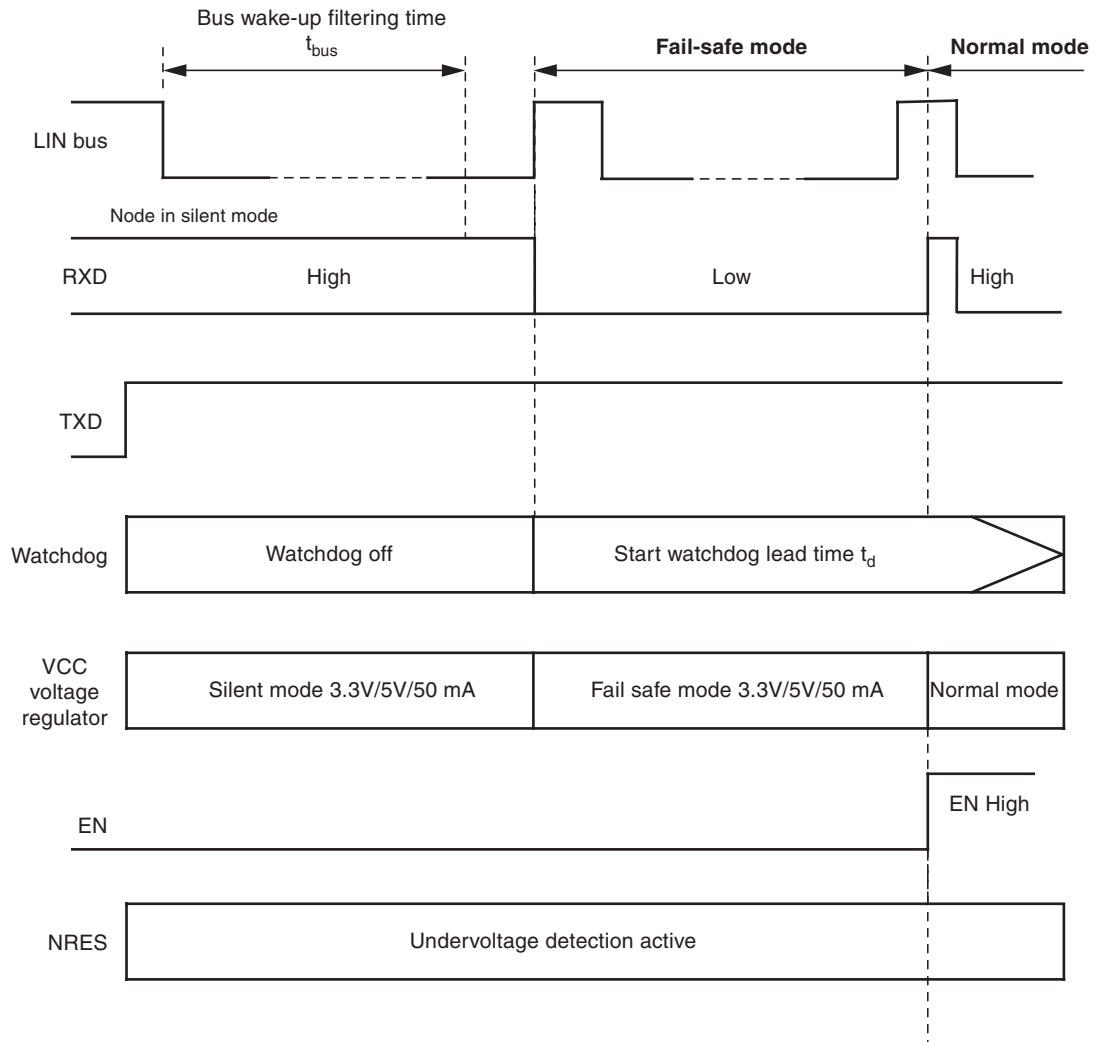 Bus wake-up filtering time
tbus
Fail-safe mode
Normal mode
LIN bus
Node in silent mode
RXD
High
Low
High
TXD
Watchdog
Watchdog off
Start watchdog lead time td
VCC
voltage
regulator
Silent mode 3.3V/5V/50 mA
Fail safe mode 3.3V/5V/50 mA
Normal mode
EN
EN High
NRES
Undervoltage detection active